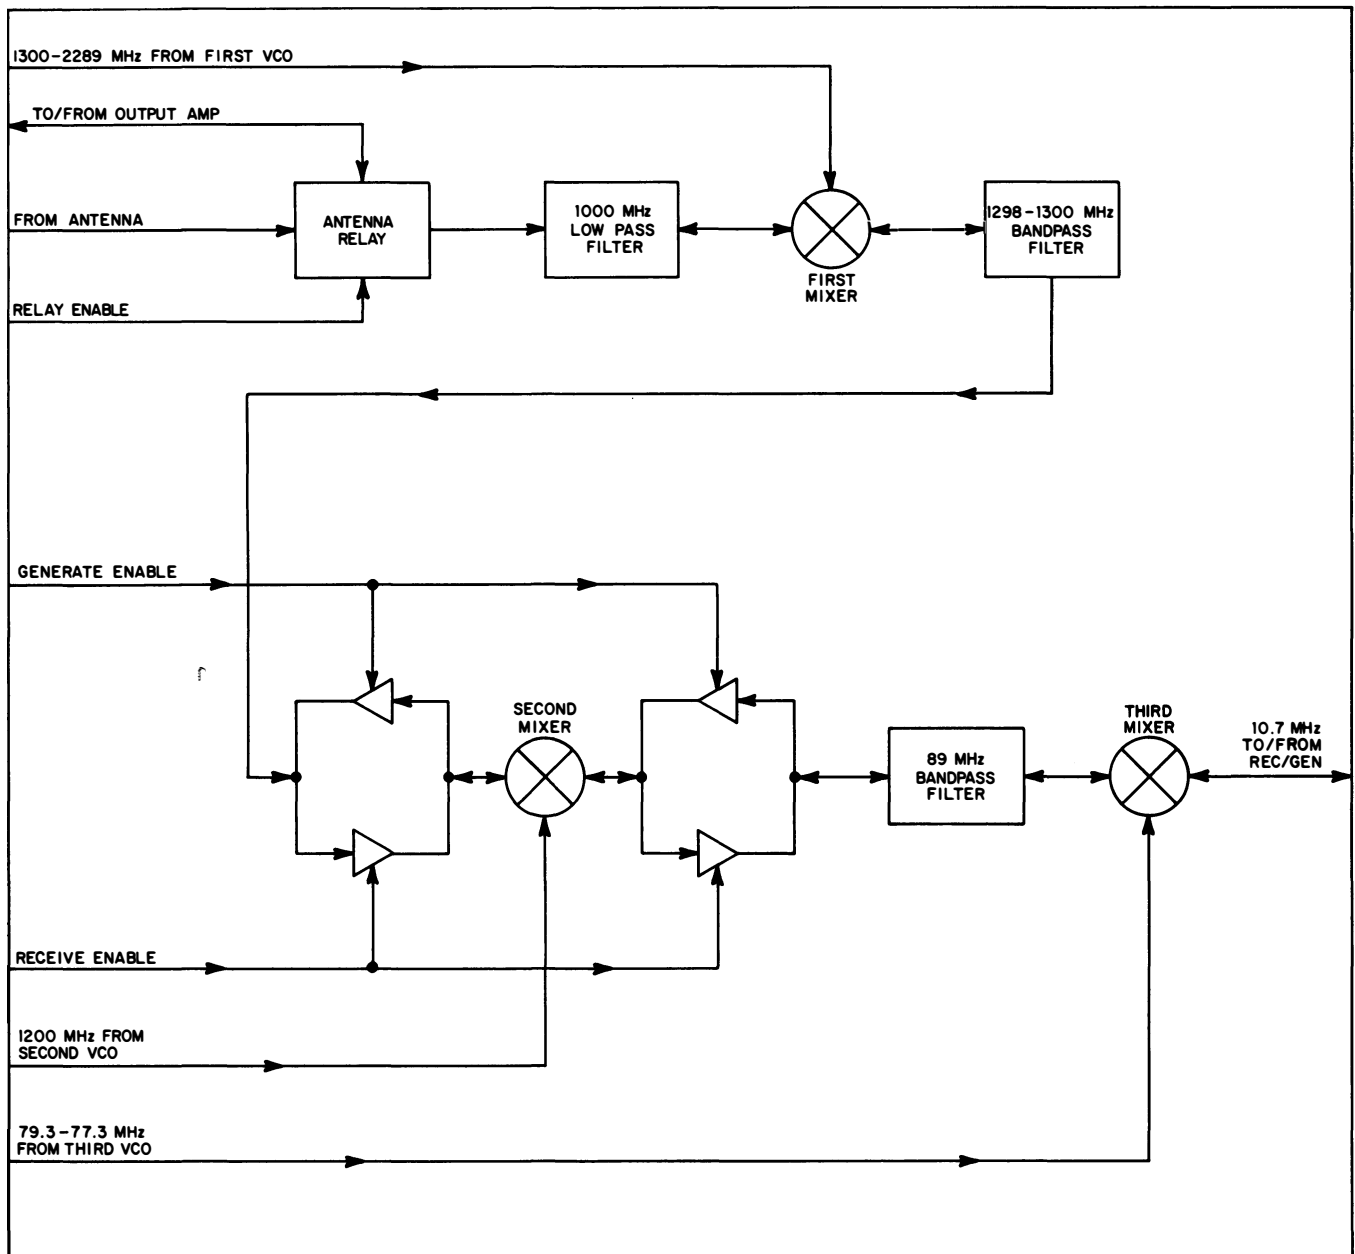 1300-2289 MHz FROM FIRST VCO
TO/FROM OUTPUT AMP
FROM ANTENNA
RELAY ENABLE
ANTENNA
RELAY
1000 MHz
LOW PASS
FILTER
FIRST
MIXER
1298-1300 MHz
BANDPASS
FILTER
GENERATE ENABLE
SECOND
MIXER
89 MHz
BANDPASS
FILTER
THIRD
MIXER
10.7 MHz
TO/FROM
REC/GEN
RECEIVE ENABLE
1200 MHz FROM
SECOND VCO
79.3-77.3 MHz
FROM THIRD VCO